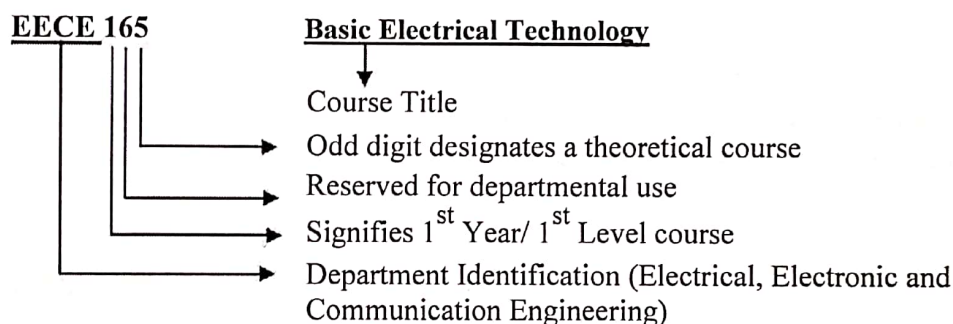 EECE 165 Basic Electrical Technology
Course Title
Odd digit designates a theoretical course
Reserved for departmental use
Signifies 1st Year/ 1st Level course
Department Identification (Electrical, Electronic and
Communication Engineering)